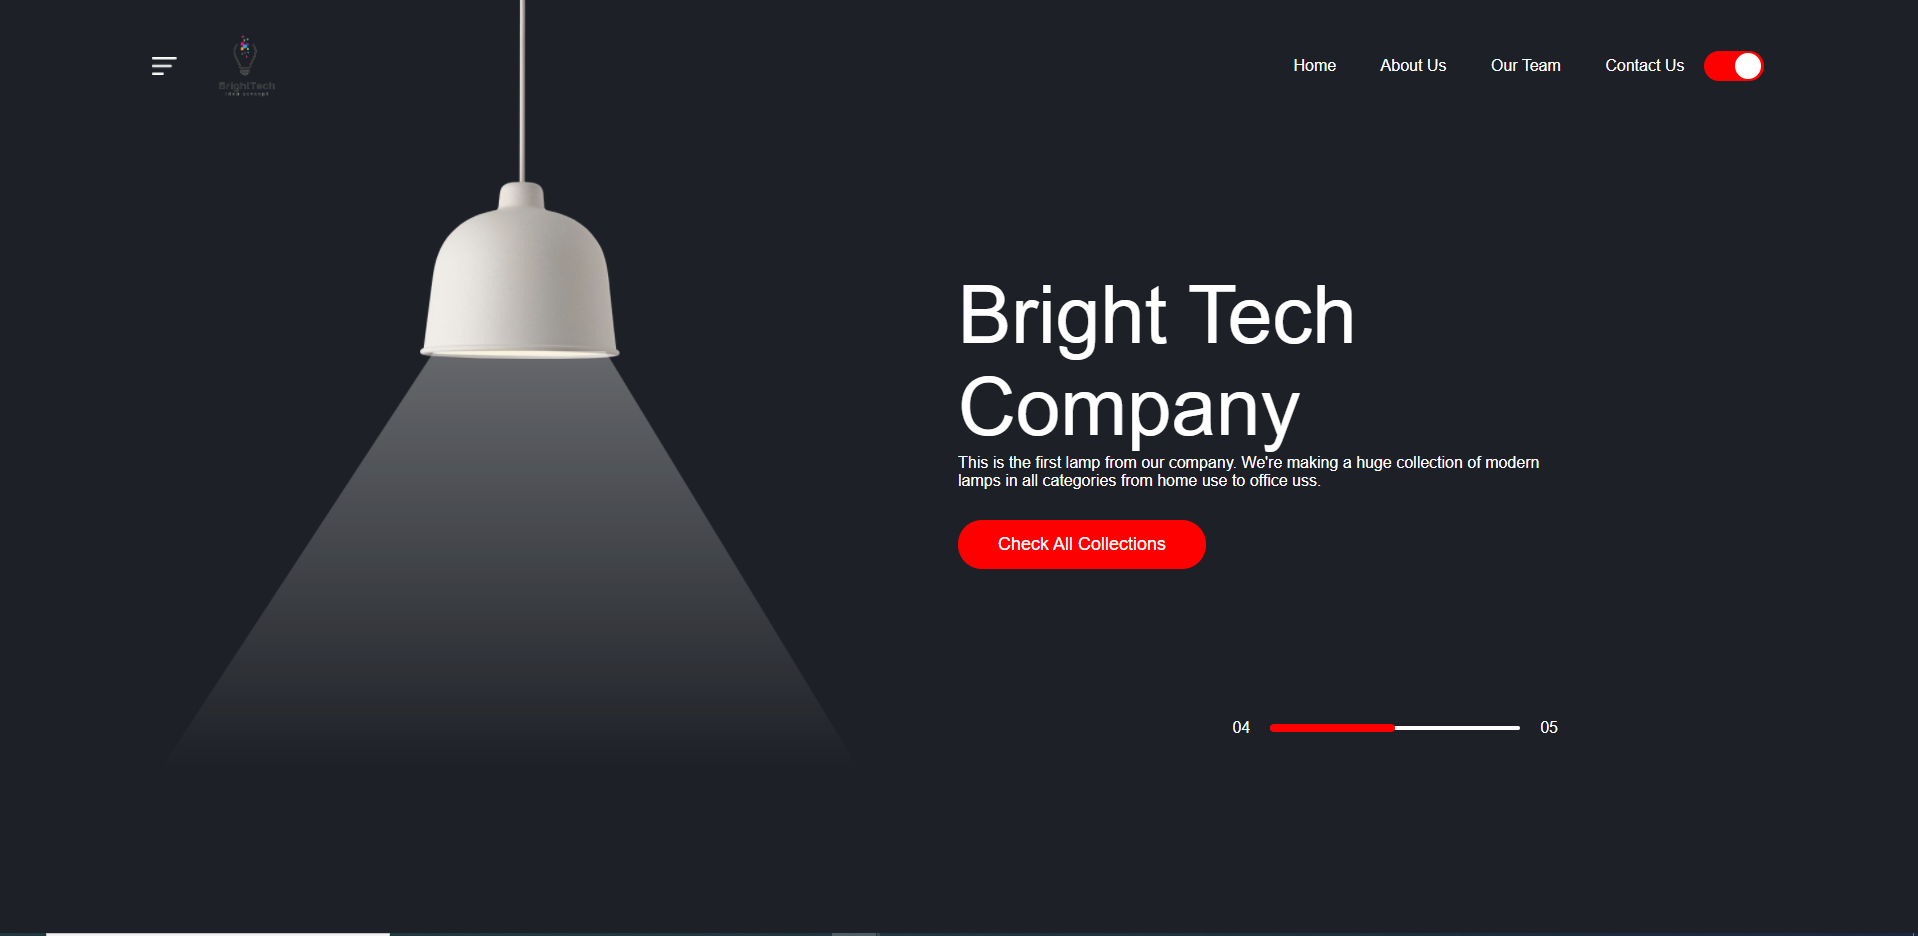 BrightTech
idea concept
Home About Us Our Team Contact Us
Bright Tech
Company
This is the first lamp from our company. We're making a huge collection of modern
lamps in all categories from home use to office uss.
Check All Collections
04 05